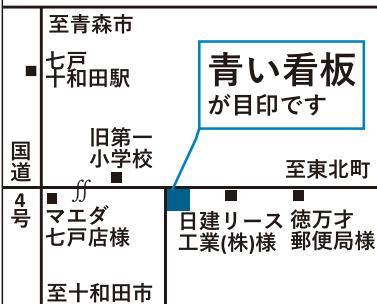 至青森市
七戸
十和田駅
青い看板
が目印です
旧第一
小学校
国道
4号
至東北町
マエダ
七戸店様
日建リース
工業(株)様
徳万才
郵便局様
至十和田市